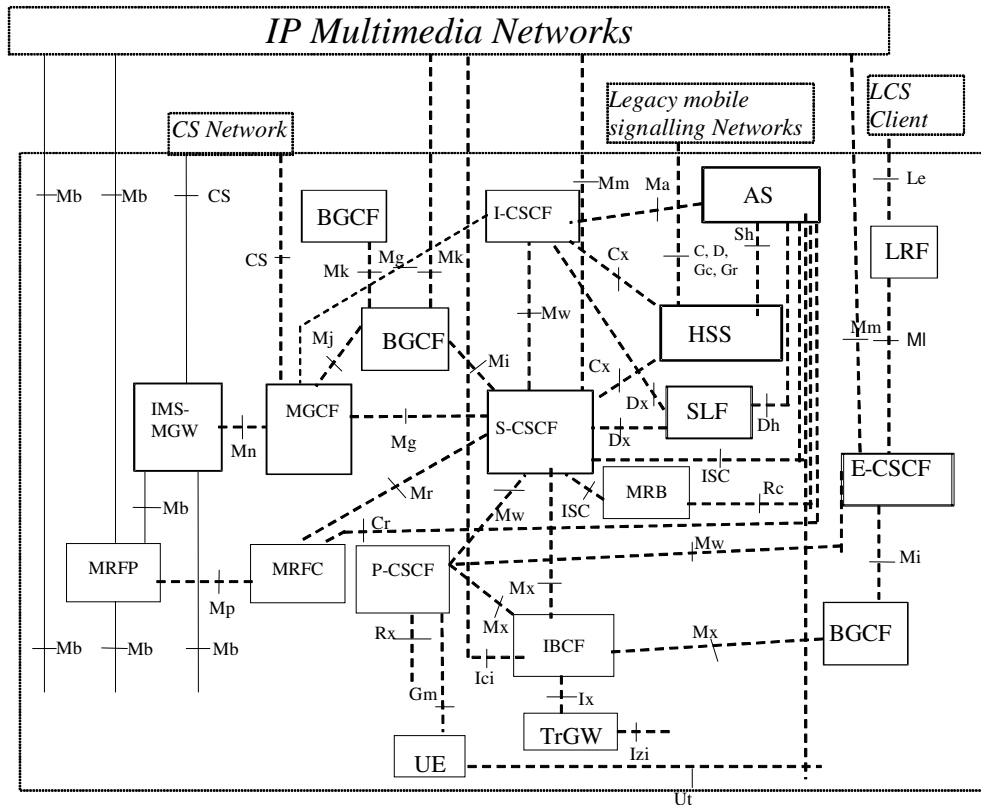 IP Multimedia Networks
Legacy mobile
signalling Networks
LCS
Client
CS Network
Mb
Mb
CS
Mm
Ma
Le
AS
BGCF
I-CSCF
Sh
LRF
CS
Mk
Mg
Mk
Cx
C, D,
Gc, Gr
Mw
HSS
Mm
Ml
Mj
BGCF
Mi
Cx
Dx
IMS-
MGW
MGCF
S-CSCF
SLF
Mn
Mg
Dx
Dh
ISC
E-CSCF
Mr
ISC
MRB
Rc
Mb
Cr
Mw
Mw
Mi
MRFP
MRFC
P-CSCF
Mp
Mx
Mx
Rx
IBCF
Mx
BGCF
Mb
Mb
Mb
Ici
Gm
Ix
TrGW
Izi
UE
Ut